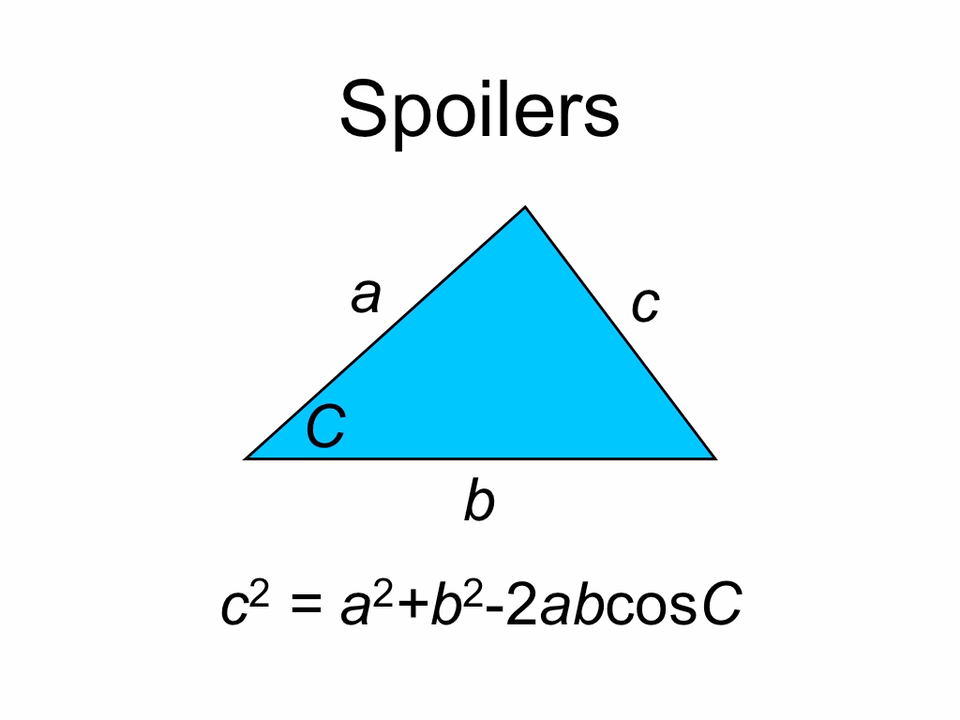 Spoilers
a
c
C
b
c² = a²+b²-2abcosC